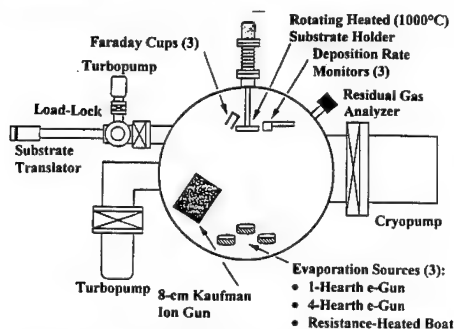 Rotating Heated (1000°C)
Substrate Holder
Faraday Cups (3)
Deposition Rate
Monitors (3)
Turbopump
Residual Gas
Analyzer
Load-Lock
Substrate
Translator
Cryopump
Turbopump
8-cm Kaufman
Ion Gun
Evaporation Sources (3):
• 1-Hearth e-Gun
• 4-Hearth e-Gun
• Resistance-Heated Boat